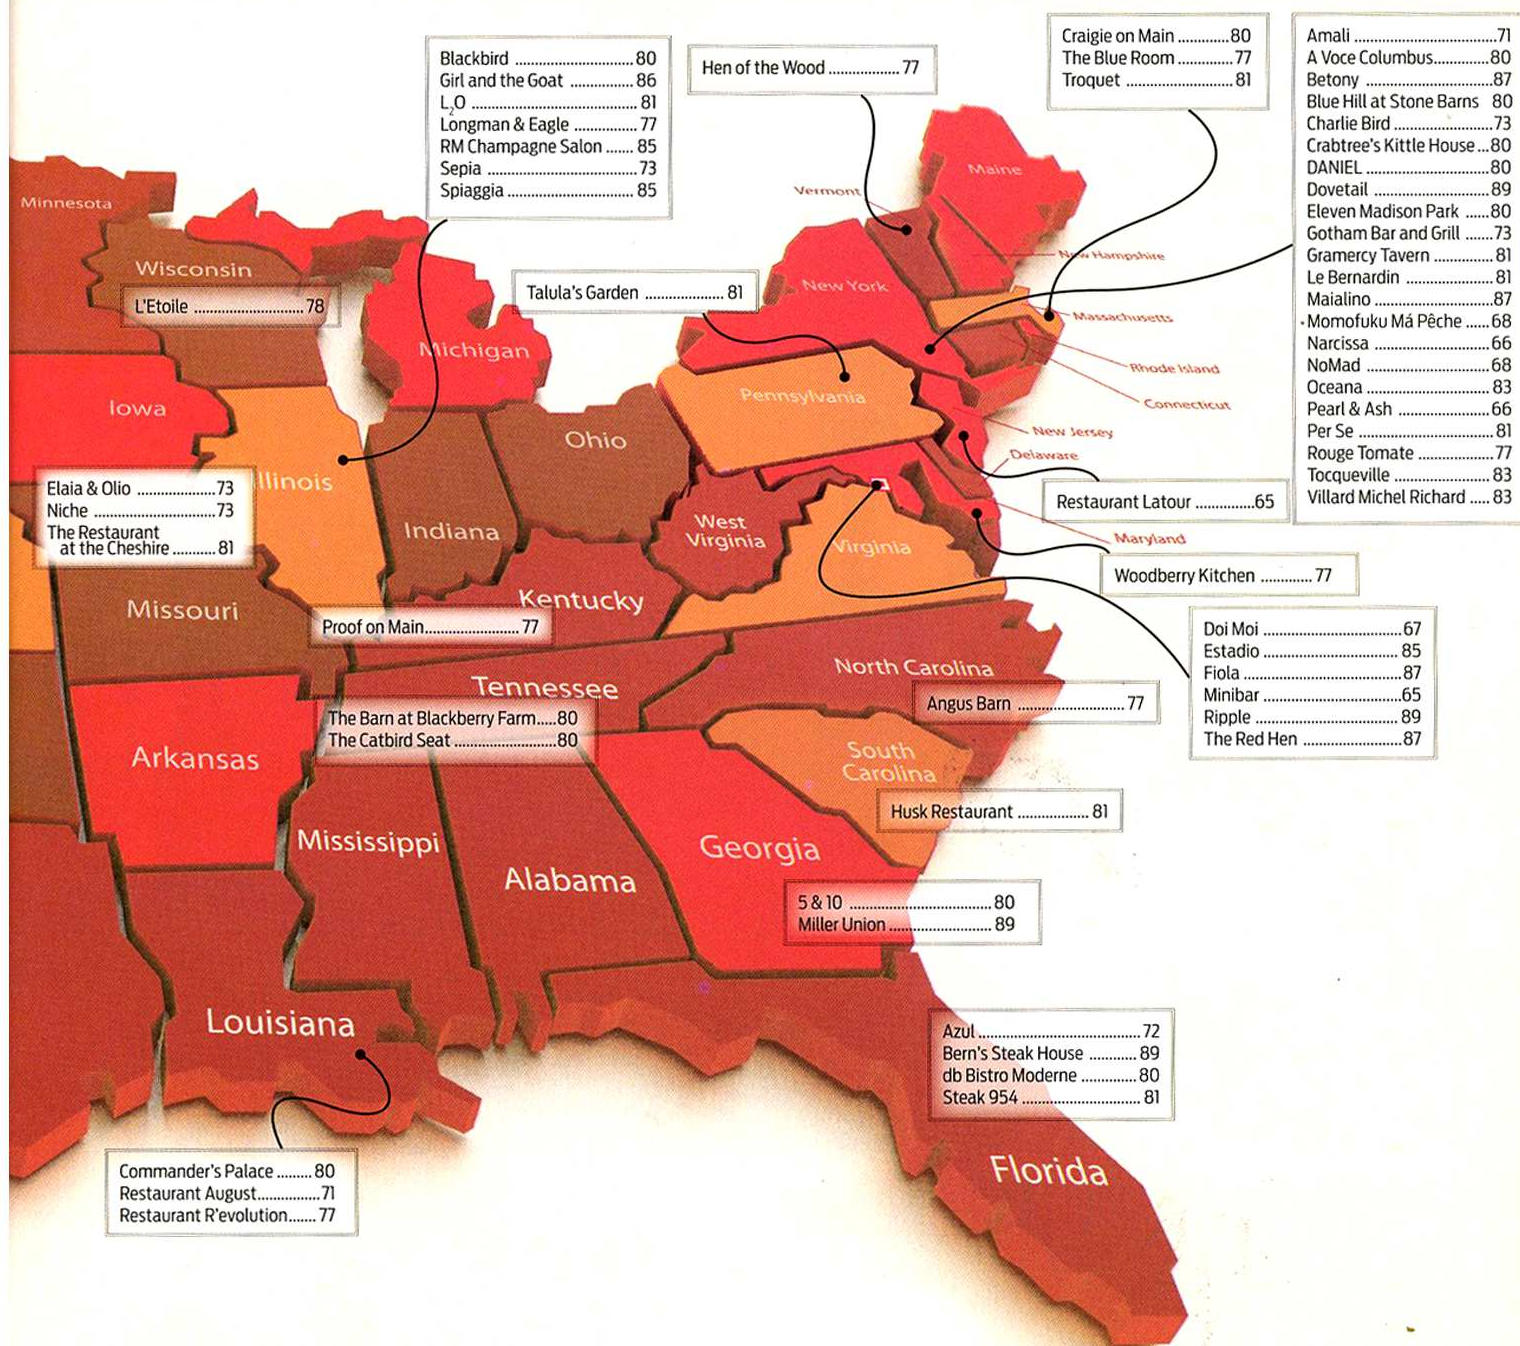 Blackbird ........................ 80
Girl and the Goat ............ 86
L2O .................................. 81
Longman & Eagle ............. 77
RM Champagne Salon ...... 85
Sepia ............................... 73
Spiaggia .......................... 85
Hen of the Wood ................ 77
Craigie on Main ............80
The Blue Room ............77
Troquet ........................ 81
Amali .................................71
A Voce Columbus...............80
Betony ..............................87
Blue Hill at Stone Barns 80
Charlie Bird .......................73
Crabtree's Kittle House ...80
DANIEL ............................80
Dovetail ...........................89
Eleven Madison Park ......80
Gotham Bar and Grill .......73
Gramercy Tavern ............. 81
Le Bernardin .................... 81
Maialino ............................87
Momofuku Má Pêche ......68
Narcissa ...........................66
NoMad ..............................68
Oceana .............................83
Pearl & Ash ......................66
Per Se ............................... 81
Rouge Tomate ..................77
Tocqueville ......................83
Villard Michel Richard .....83
Minnesota
Wisconsin
L'Etoile ..........................78
Michigan
Talula's Garden ................... 81
Vermont
Maine
New Hampshire
New York
Massachusetts
Rhode Island
Connecticut
New Jersey
Delaware
Pennsylvania
Iowa
Ohio
Illinois
Indiana
Elaia & Olio ...................73
Niche .............................73
The Restaurant
at the Cheshire ..........81
Restaurant Latour ..............65
Maryland
Woodberry Kitchen ............ 77
West
Virginia
Virginia
Missouri
Kentucky
Proof on Main............................77
Doi Moi .................................67
Estadio .................................85
Fiola ......................................87
Minibar .................................65
Ripple ...................................89
The Red Hen .......................87
Tennessee
North Carolina
Angus Barn ..........................77
The Barn at Blackberry Farm.....80
The Catbird Seat ........................80
Arkansas
South
Carolina
Husk Restaurant ................. 81
Mississippi
Alabama
Georgia
5 & 10 ..................................80
Miller Union ........................ 89
Louisiana
Azul ......................................72
Bern's Steak House ........... 89
db Bistro Moderne ............. 80
Steak 954 ............................ 81
Florida
Commander's Palace ........ 80
Restaurant August...............71
Restaurant R'evolution....... 77